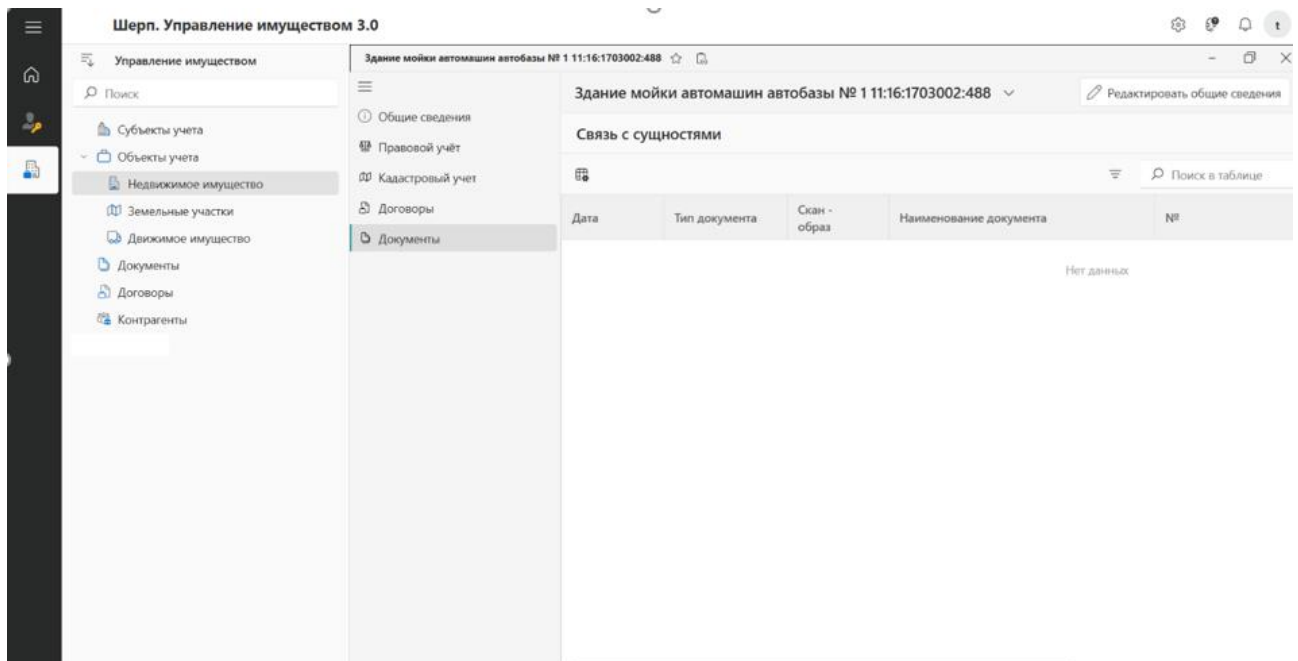 Шерп. Управление имуществом 3.0
t
Управление имуществом
Поиск
Субъекты учета
Объекты учета
Недвижимое имущество
Земельные участки
Движимое имущество
Документы
Договоры
Контрагенты
Здание мойки автомашин автобазы № 1 11:16:1703002:488
Общие сведения
Правовой учёт
Кадастровый учет
Договоры
Документы
Здание мойки автомашин автобазы № 1 11:16:1703002:488
Редактировать общие сведения
Связь с сущностями
Поиск в таблице
Дата
Тип документа
Скан -
образ
Наименование документа
№
Нет данных